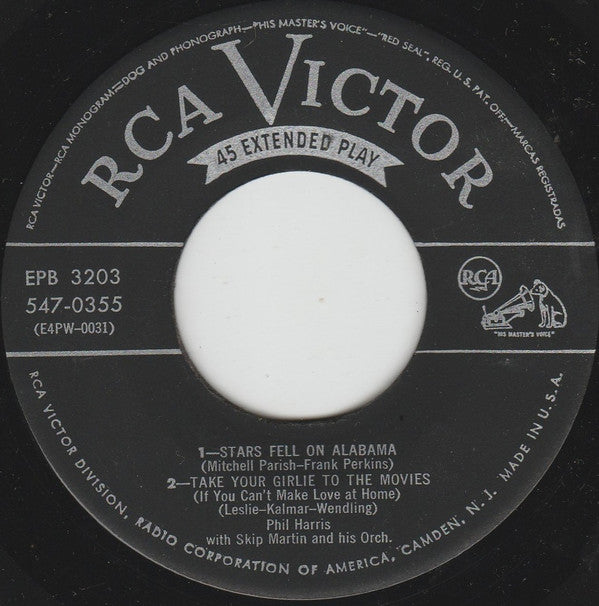 RCA VICTOR—RCA MONOGRAM—DOG AND PHONOGRAPH—"HIS MASTER'S VOICE"—"RED SEAL", REG. U.S. PAT. OFF.—MARCAS REGISTRADAS
RCA VICTOR
45 EXTENDED PLAY
EPB 3203
547-0355
(E4PW-0031)
RCA
"HIS MASTER'S VOICE"
1—STARS FELL ON ALABAMA
(Mitchell Parish-Frank Perkins)
2—TAKE YOUR GIRLIE TO THE MOVIES
(If You Can't Make Love at Home)
(Leslie-Kalmar-Wendling)
Phil Harris
with Skip Martin and his Orch.
RCA VICTOR DIVISION, RADIO CORPORATION OF AMERICA, CAMDEN, N. J. MADE IN U.S.A.